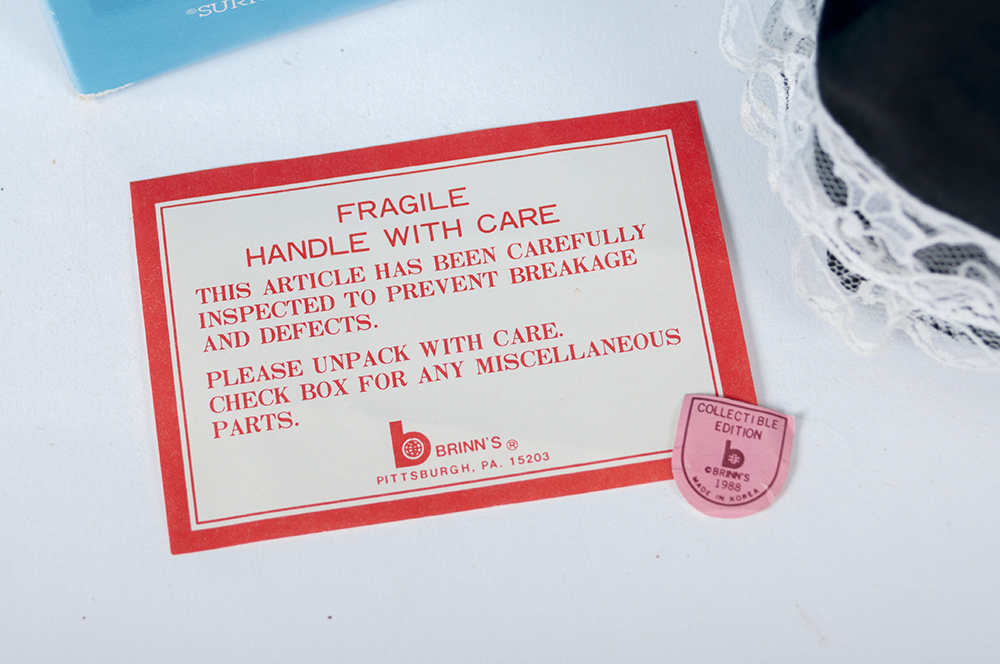 FRAGILE
HANDLE WITH CARE
THIS ARTICLE HAS BEEN CAREFULLY
INSPECTED TO PREVENT BREAKAGE
AND DEFECTS.
PLEASE UNPACK WITH CARE.
CHECK BOX FOR ANY MISCELLANEOUS
PARTS.
b BRINN'S ®
PITTSBURGH, PA. 15203
COLLECTIBLE
EDITION
b
©BRINN'S
1988
MADE IN KOREA